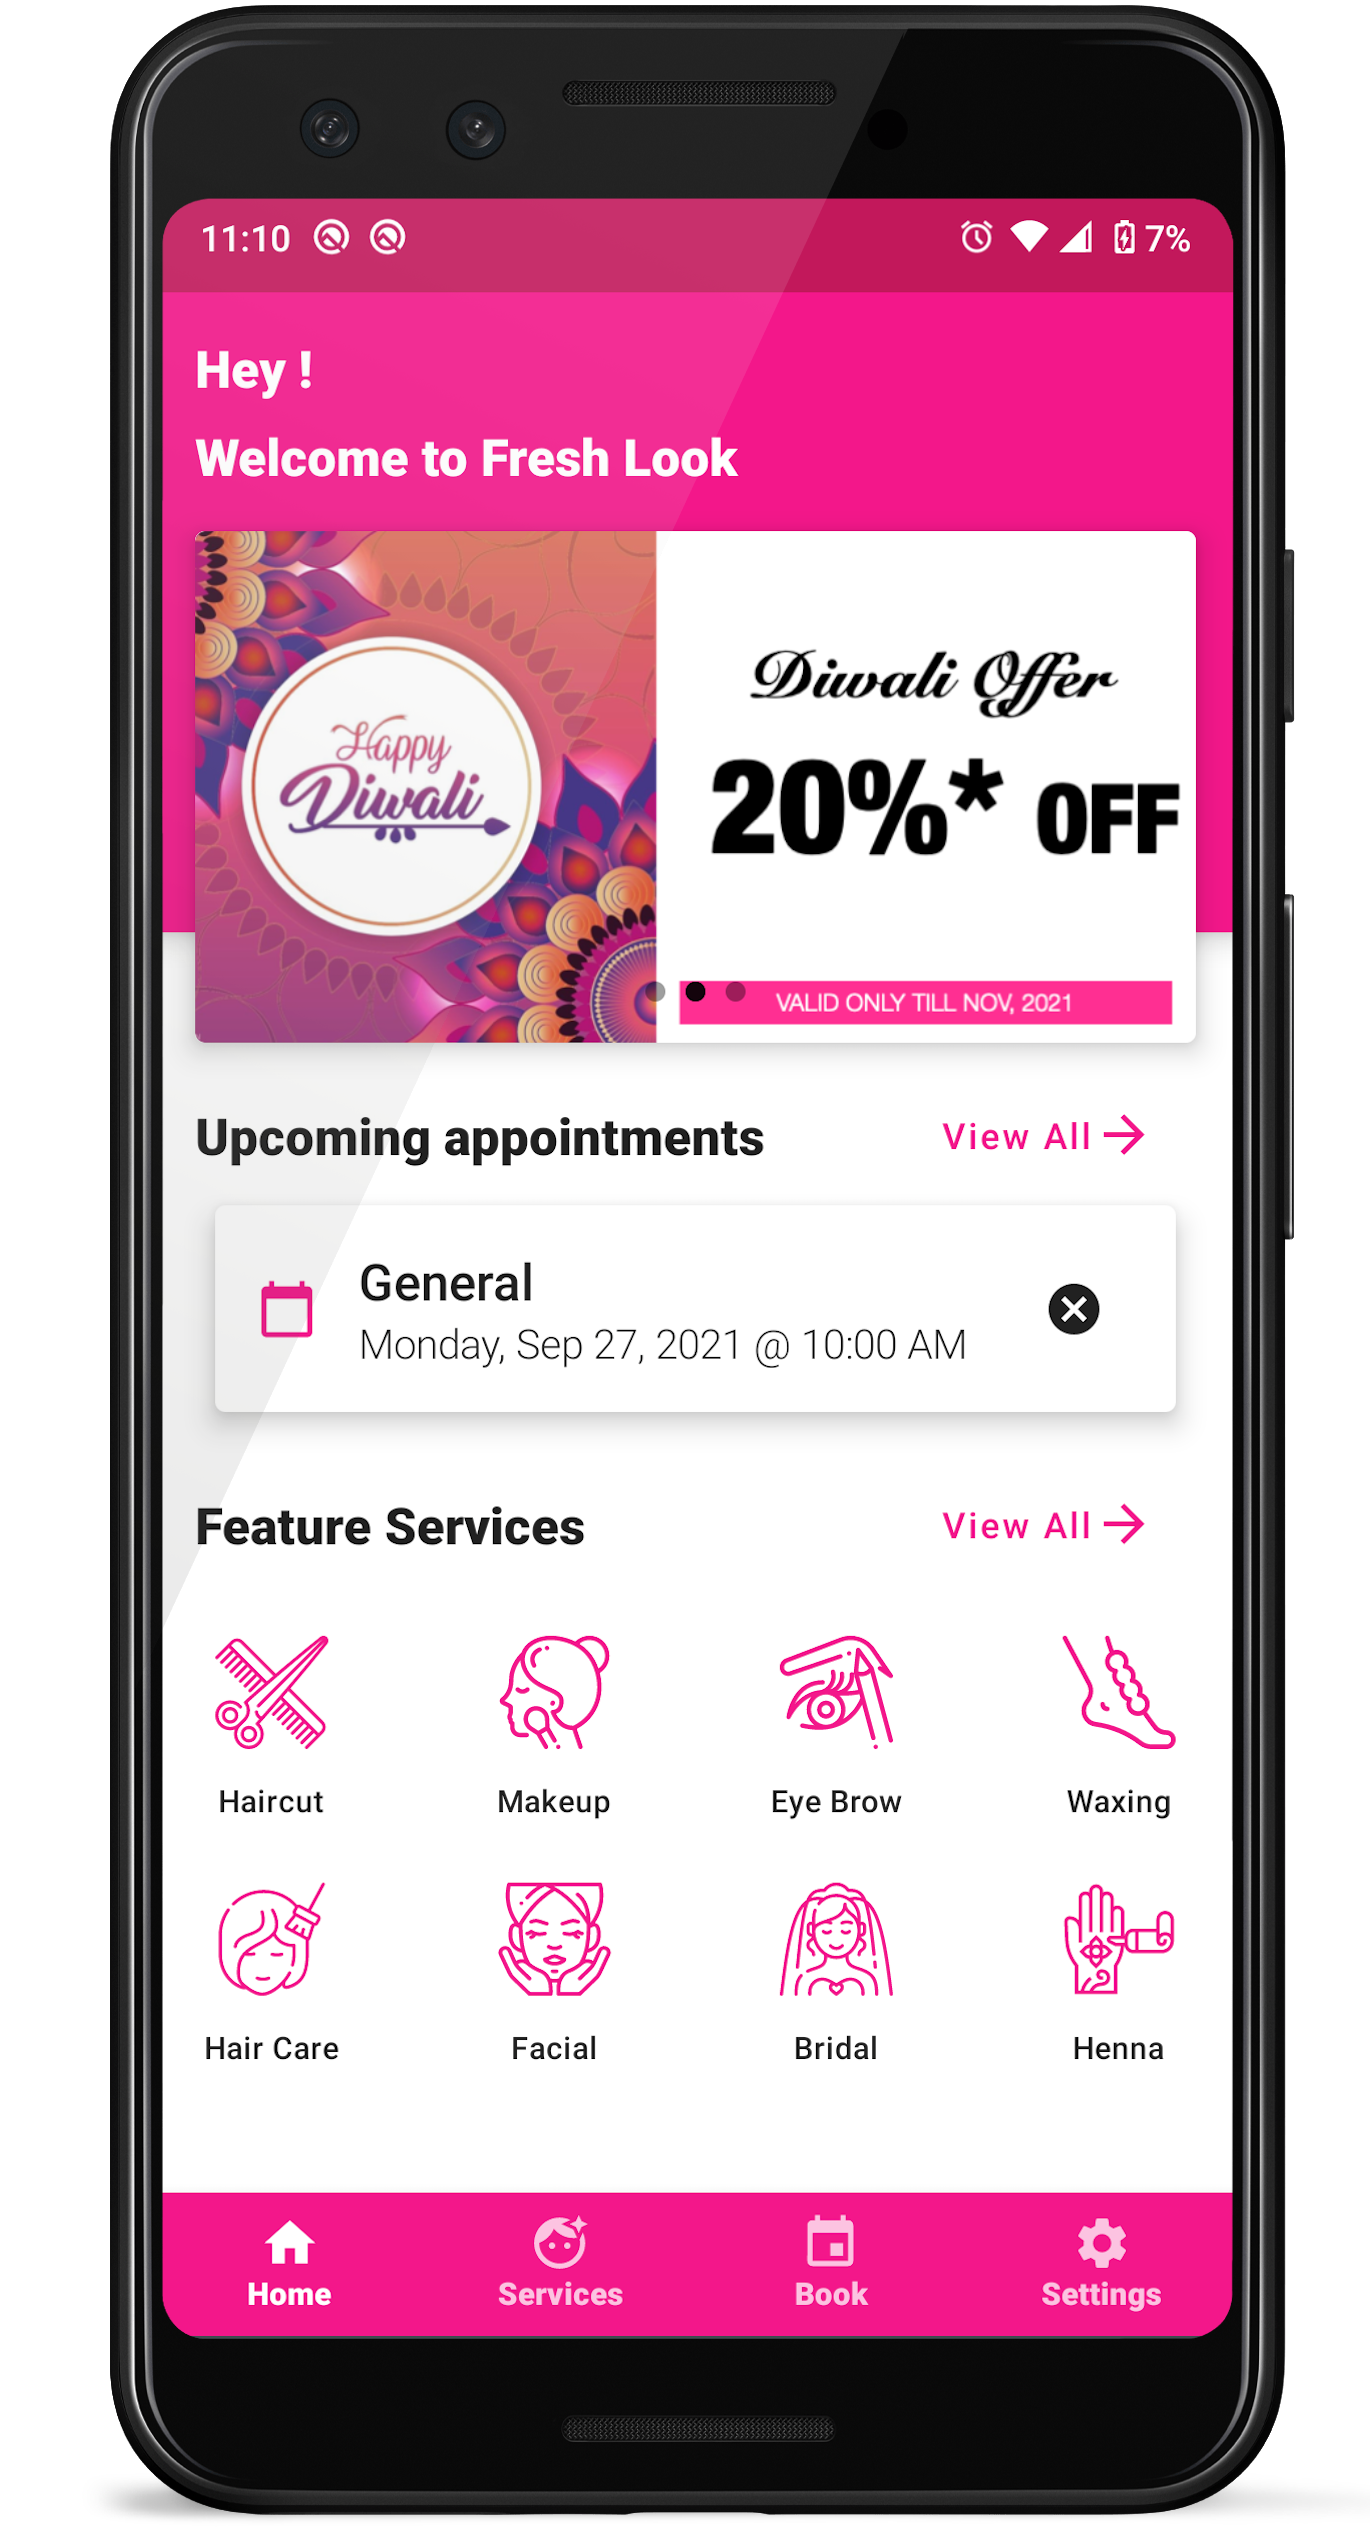 11:10 7%
Hey !
Welcome to Fresh Look
Happy
Diwali
Diwali Offer
20%* OFF
VALID ONLY TILL NOV, 2021
Upcoming appointments View All
General
Monday, Sep 27, 2021 @ 10:00 AM
Feature Services View All
Haircut Makeup Eye Brow Waxing
Hair Care Facial Bridal Henna
Home Services Book Settings